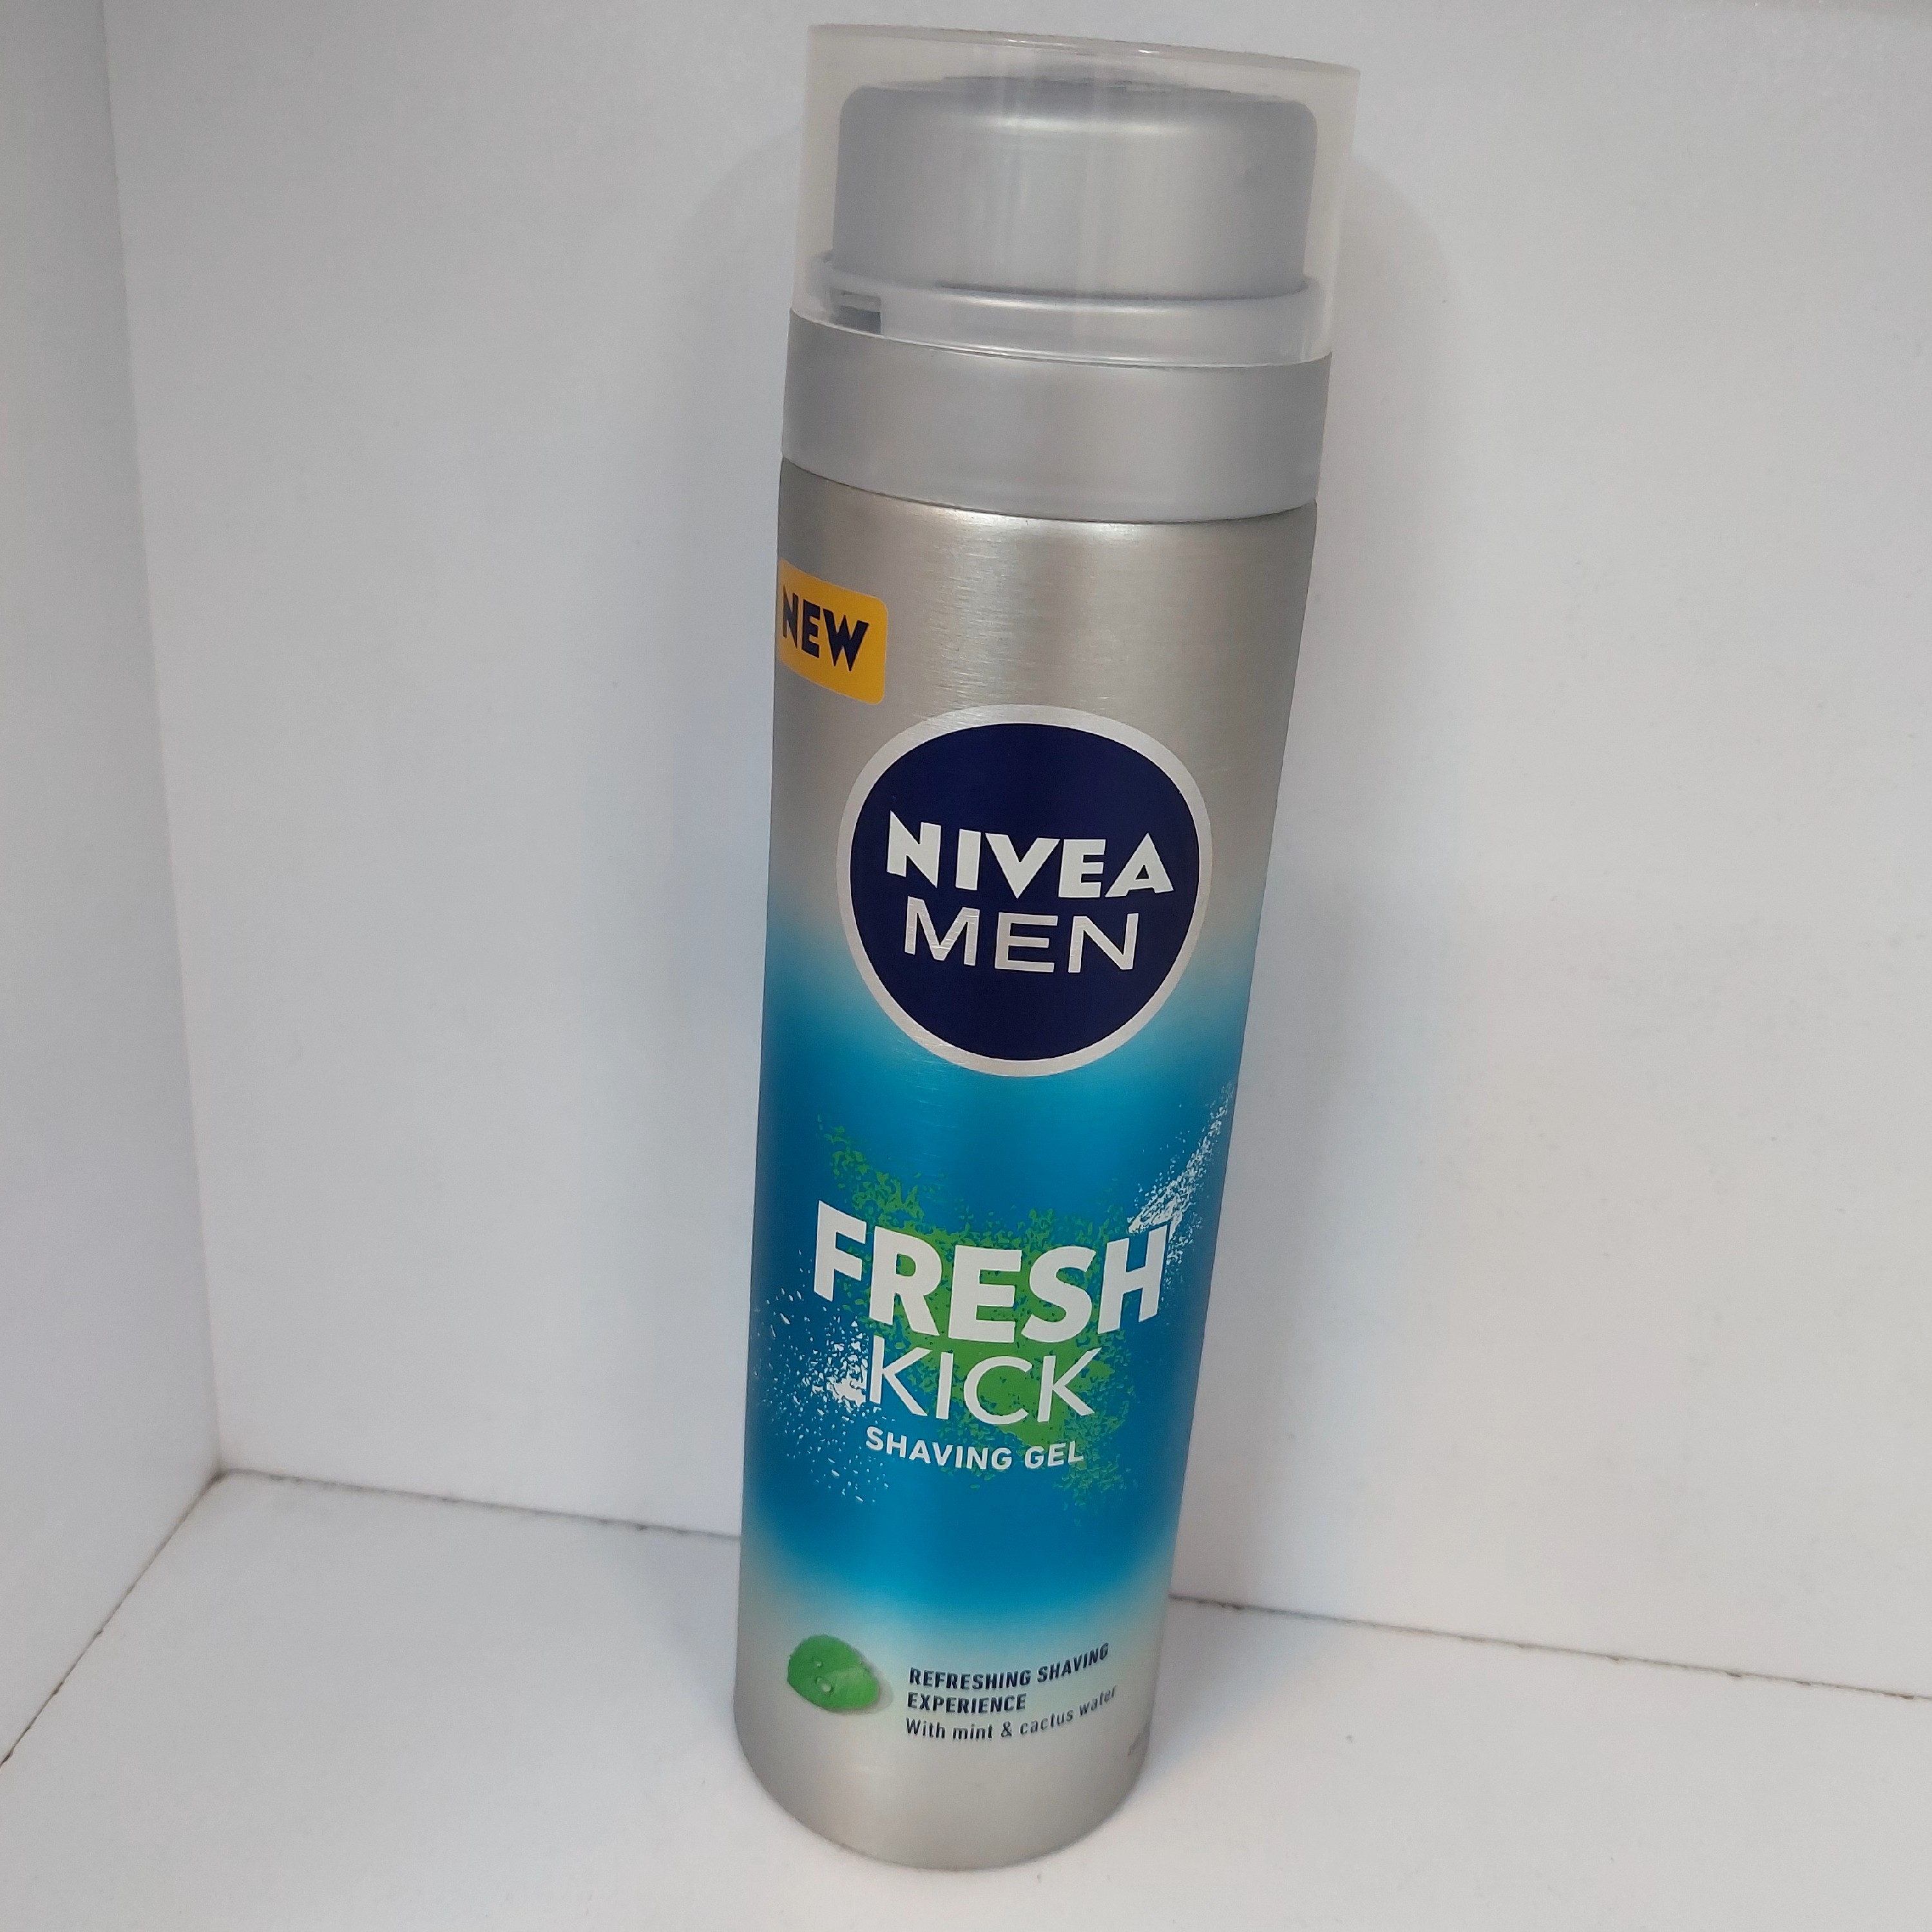 NEW
NIVEA
MEN
FRESH
KICK
SHAVING GEL
REFRESHING SHAVING
EXPERIENCE
With mint & cactus water